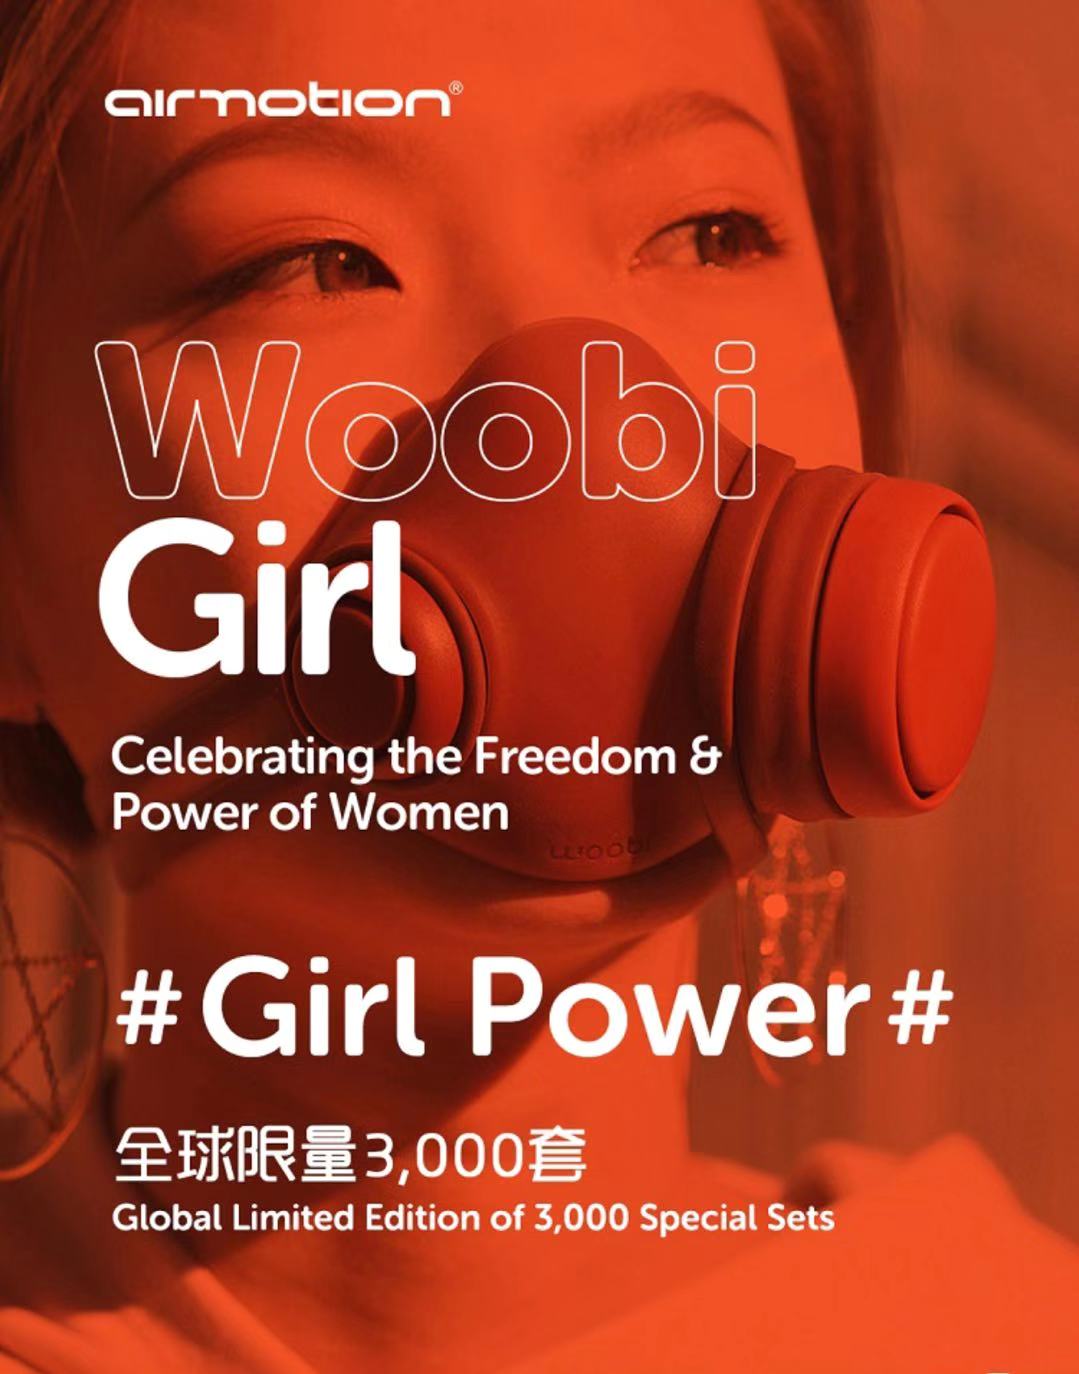 airmotion®
Woobi
Girl
Celebrating the Freedom &
Power of Women
woobi
#Girl Power#
全球限量3,000套
Global Limited Edition of 3,000 Special Sets